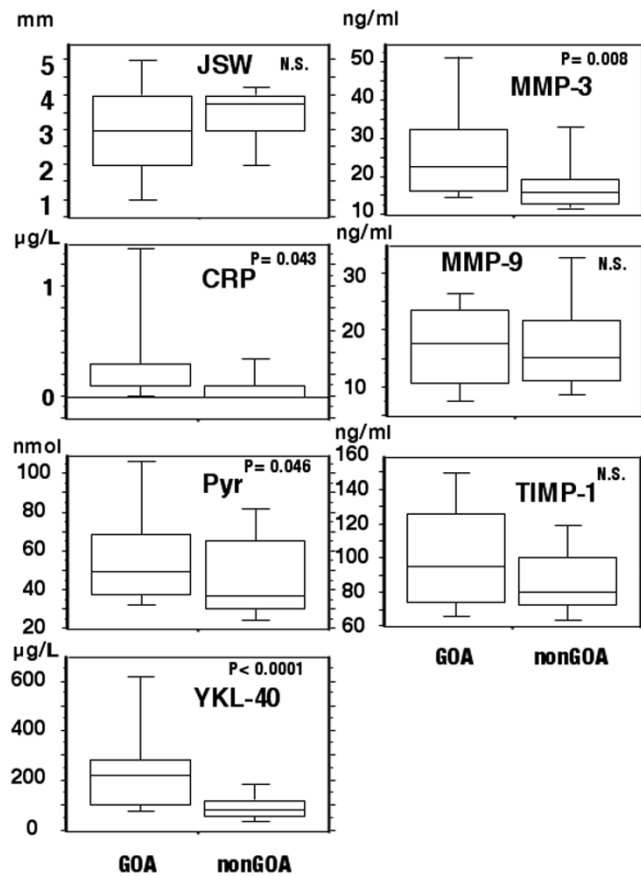 mm
JSW
N.S.
5
4
3
2
1
ng/ml
P= 0.008
MMP-3
50
40
30
20
10
µg/L
P= 0.043
CRP
1
0
ng/ml
MMP-9
N.S.
30
20
10
nmol
P= 0.046
Pyr
100
80
60
40
20
ng/ml
N.S.
TIMP-1
160
140
120
100
80
60
GOA nonGOA
µg/L
P< 0.0001
YKL-40
600
400
200
0
GOA nonGOA